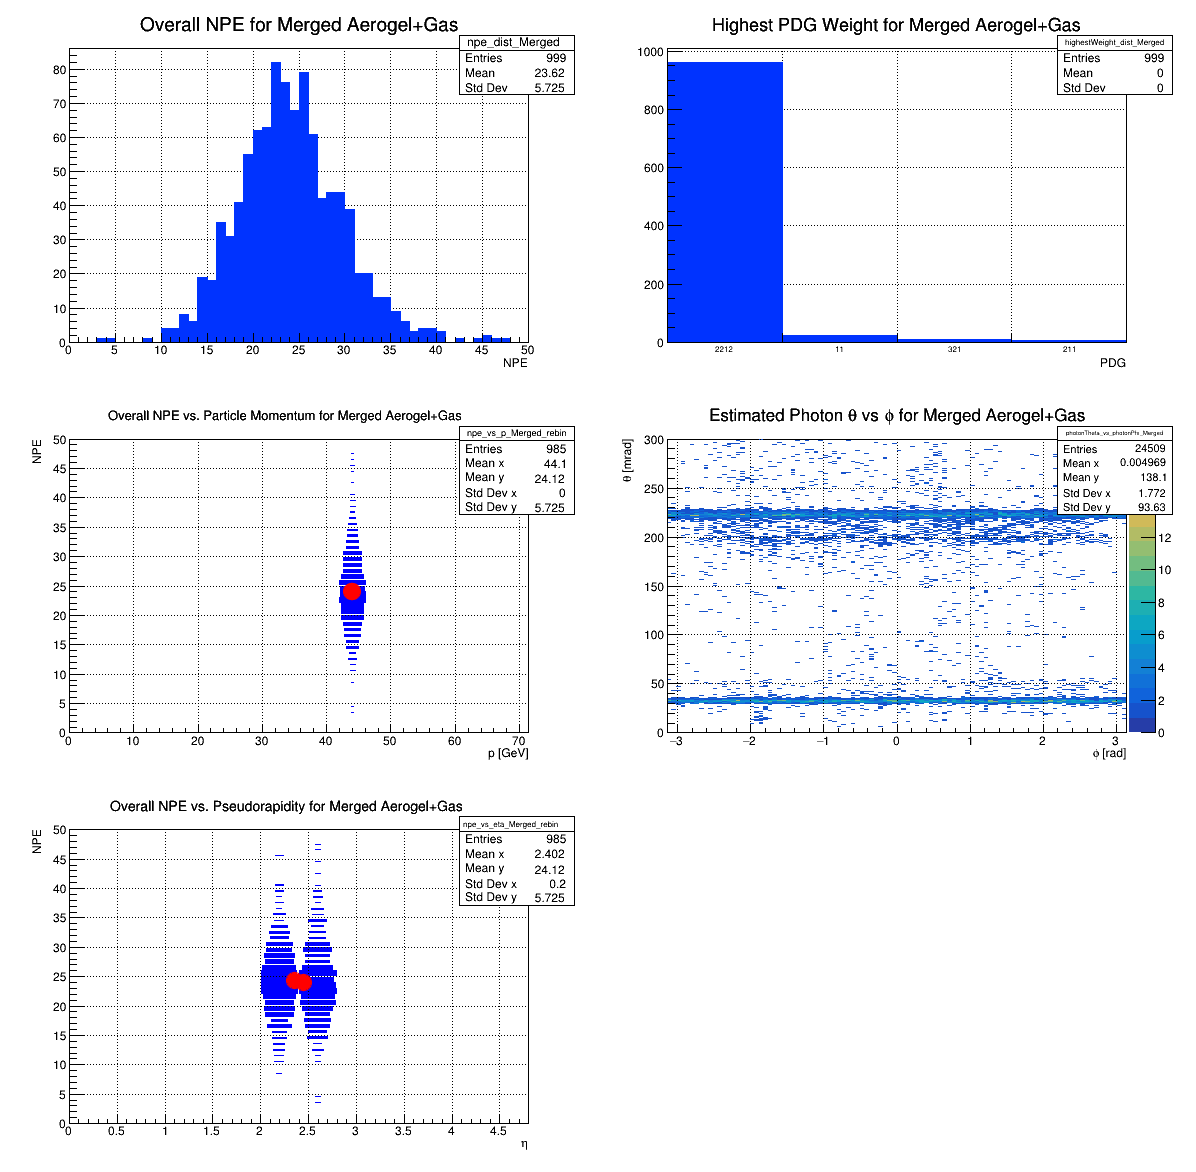 Overall NPE for Merged Aerogel+Gas
npe_dist_Merged
Entries 999
Mean 23.62
Std Dev 5.725
80
70
60
50
40
30
20
10
0
0 5 10 15 20 25 30 35 40 45 50
NPE
Highest PDG Weight for Merged Aerogel+Gas
highestWeight_dist_Merged
Entries 999
Mean 0
Std Dev 0
1000
800
600
400
200
0
2212 11 321 211
PDG
Overall NPE vs. Particle Momentum for Merged Aerogel+Gas
npe_vs_p_Merged_rebin
Entries 985
Mean x 44.1
Mean y 24.12
Std Dev x 0
Std Dev y 5.725
NPE
50
45
40
35
30
25
20
15
10
5
0
0 10 20 30 40 50 60 70
p [GeV]
Estimated Photon θ vs ϕ for Merged Aerogel+Gas
photonTheta_vs_photonPhi_Merged
Entries 24509
Mean x 0.004969
Mean y 138.1
Std Dev x 1.772
Std Dev y 93.63
θ [mrad]
300
250
200
150
100
50
0
−3 −2 −1 0 1 2 3
ϕ [rad]
12
10
8
6
4
2
0
Overall NPE vs. Pseudorapidity for Merged Aerogel+Gas
npe_vs_eta_Merged_rebin
Entries 985
Mean x 2.402
Mean y 24.12
Std Dev x 0.2
Std Dev y 5.725
NPE
50
45
40
35
30
25
20
15
10
5
0
0 0.5 1 1.5 2 2.5 3 3.5 4 4.5
η